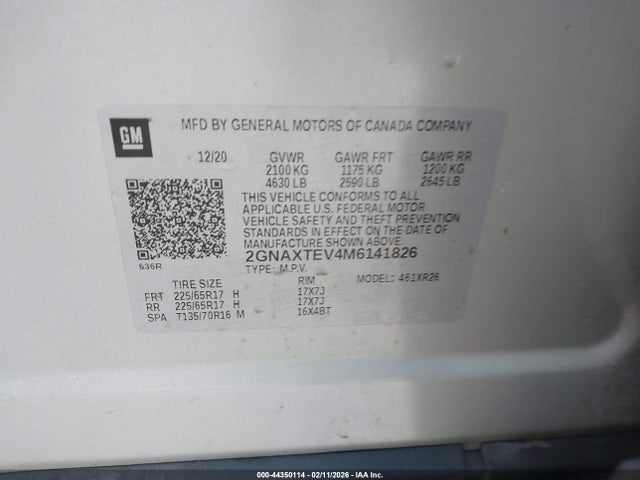 GM
MFD BY GENERAL MOTORS OF CANADA COMPANY
12/20 GVWR GAWR FRT GAWR RR
2100 KG 1175 KG 1200 KG
4630 LB 2590 LB 2645 LB
THIS VEHICLE CONFORMS TO ALL
APPLICABLE U.S. FEDERAL MOTOR
VEHICLE SAFETY AND THEFT PREVENTION
STANDARDS IN EFFECT ON THE DATE OF
MANUFACTURE SHOWN ABOVE.
636R
2GNAXTEV4M6141826
TYPE: M.P.V. MODEL: 461XR26
TIRE SIZE RIM
FRT 225/65R17 H 17X7J
RR 225/65R17 H 17X7J
SPA T135/70R16 M 16X4BT
000-44350114 - 02/11/2026 - IAA Inc.